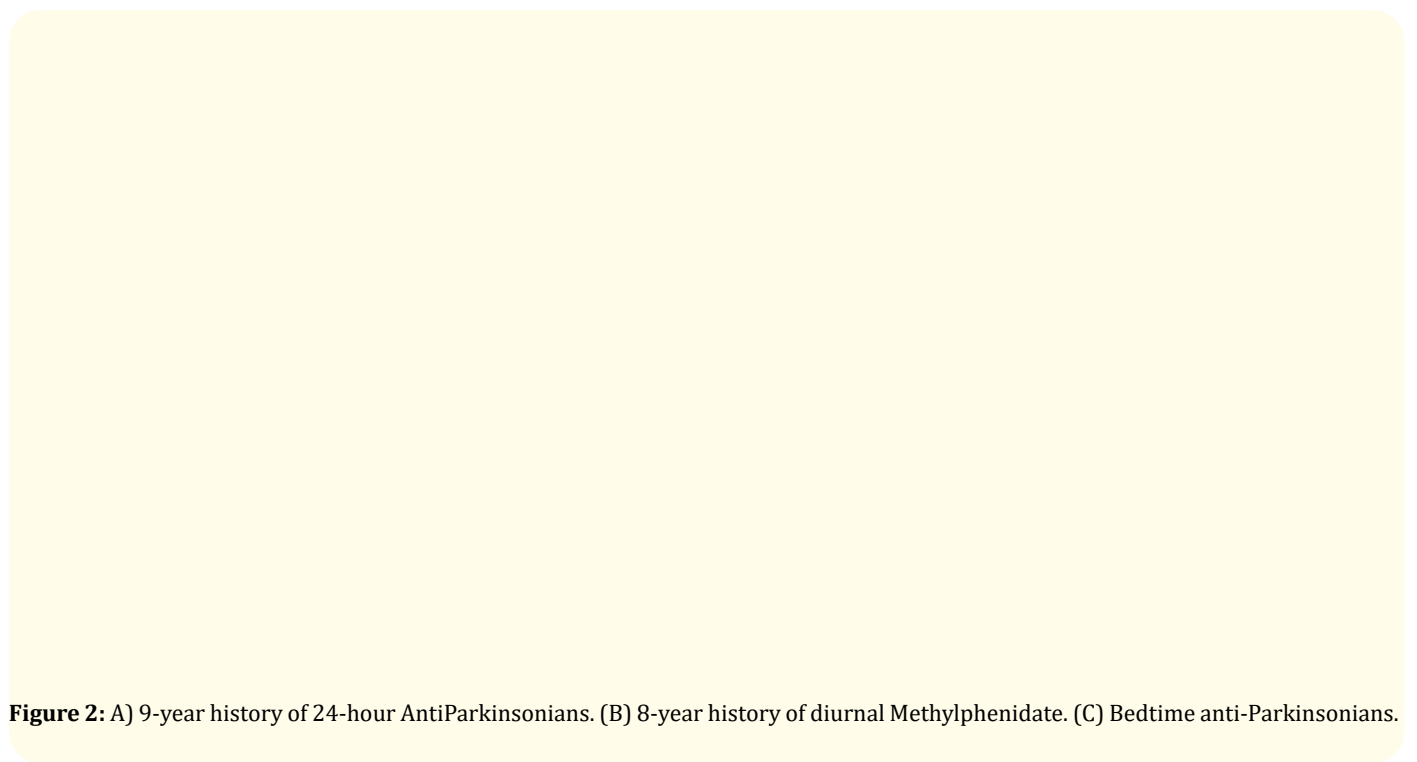 Figure 2: A) 9-year history of 24-hour AntiParkinsonians. (B) 8-year history of diurnal Methylphenidate. (C) Bedtime anti-Parkinsonians.